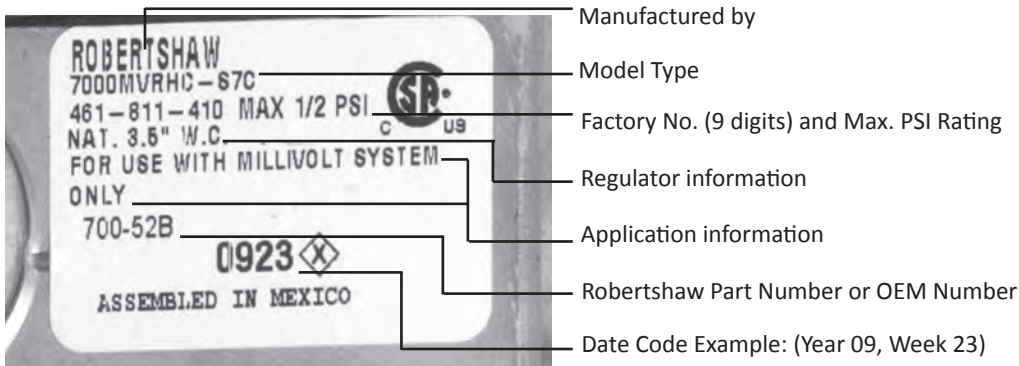 ROBERTSHAW
7000MVRHC-S7C
461-811-410 MAX 1/2 PSI
NAT. 3.5" W.C.
FOR USE WITH MILLIVOLT SYSTEM
ONLY
700-52B
0923 X
ASSEMBLED IN MEXICO
SA
C US
Manufactured by
Model Type
Factory No. (9 digits) and Max. PSI Rating
Regulator information
Application information
Robertshaw Part Number or OEM Number
Date Code Example: (Year 09, Week 23)